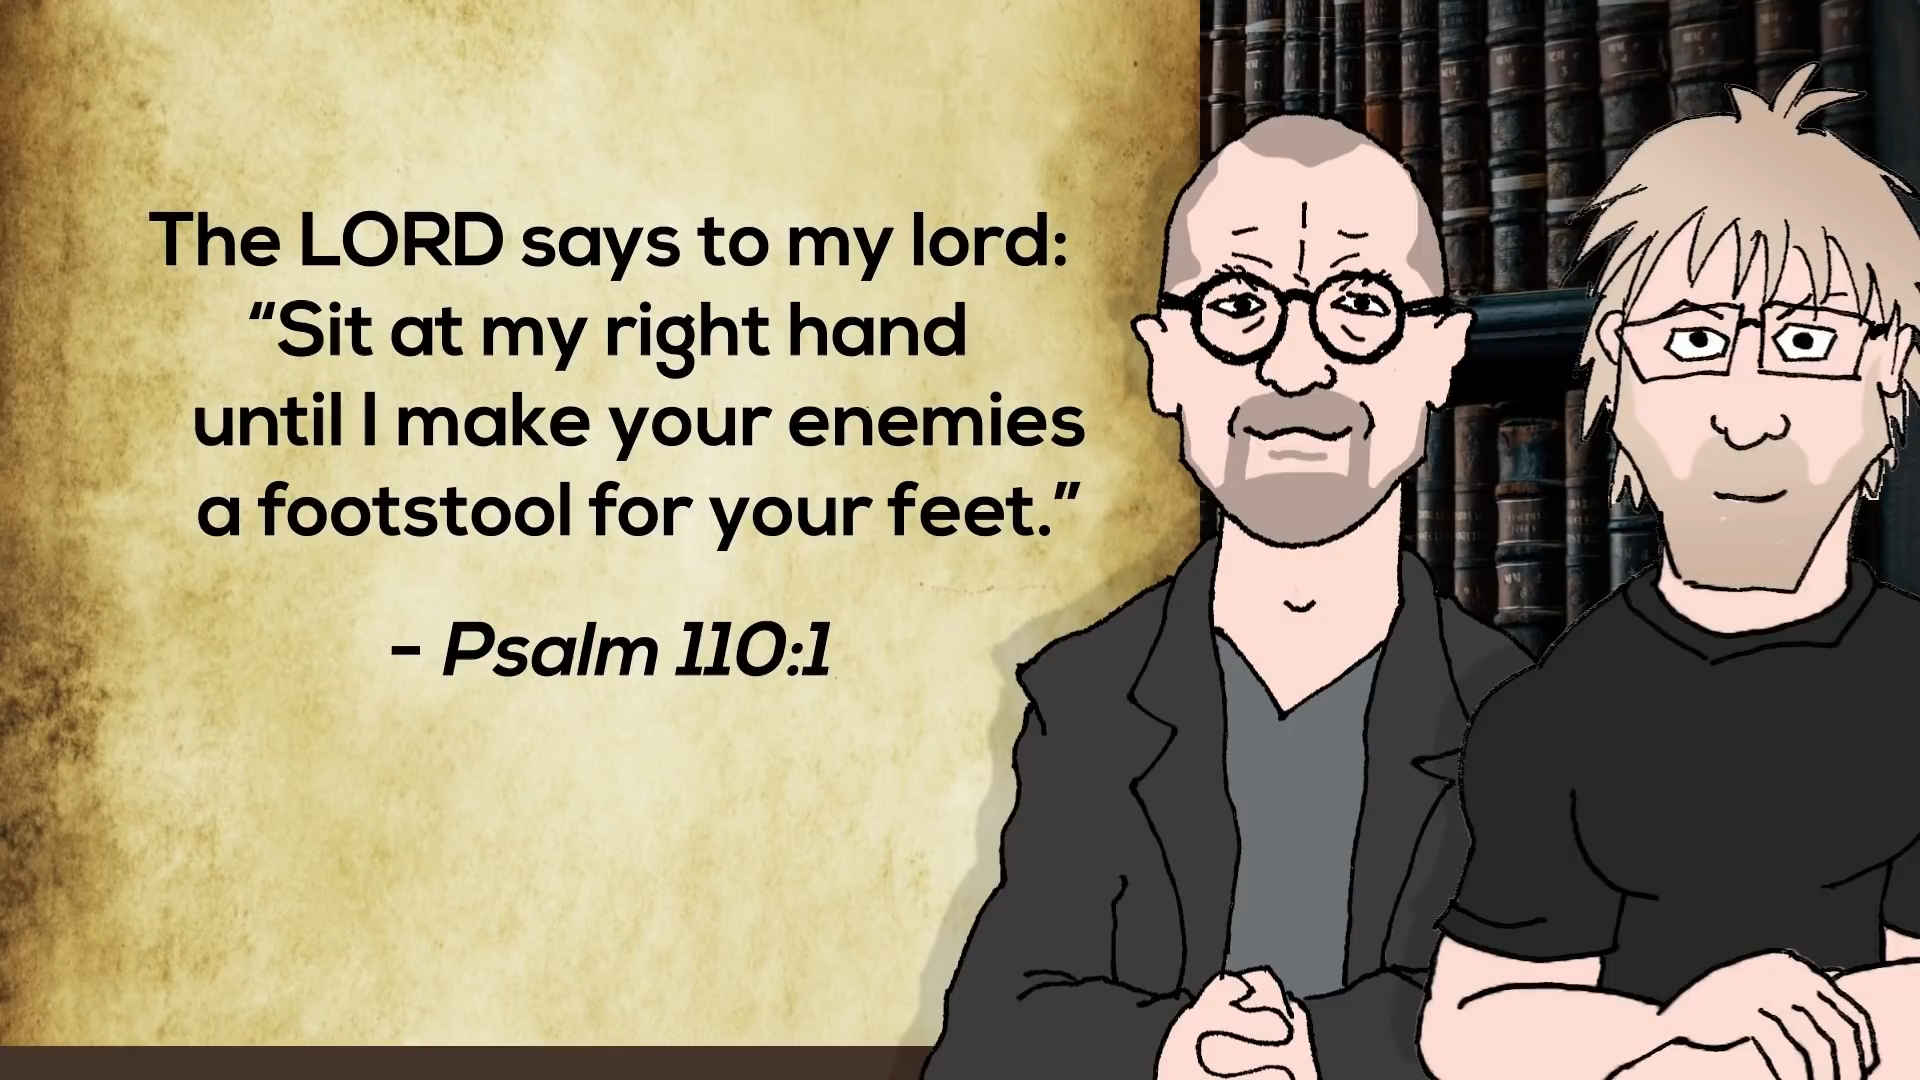 The LORD says to my lord:
“Sit at my right hand
until I make your enemies
a footstool for your feet.”
- Psalm 110:1